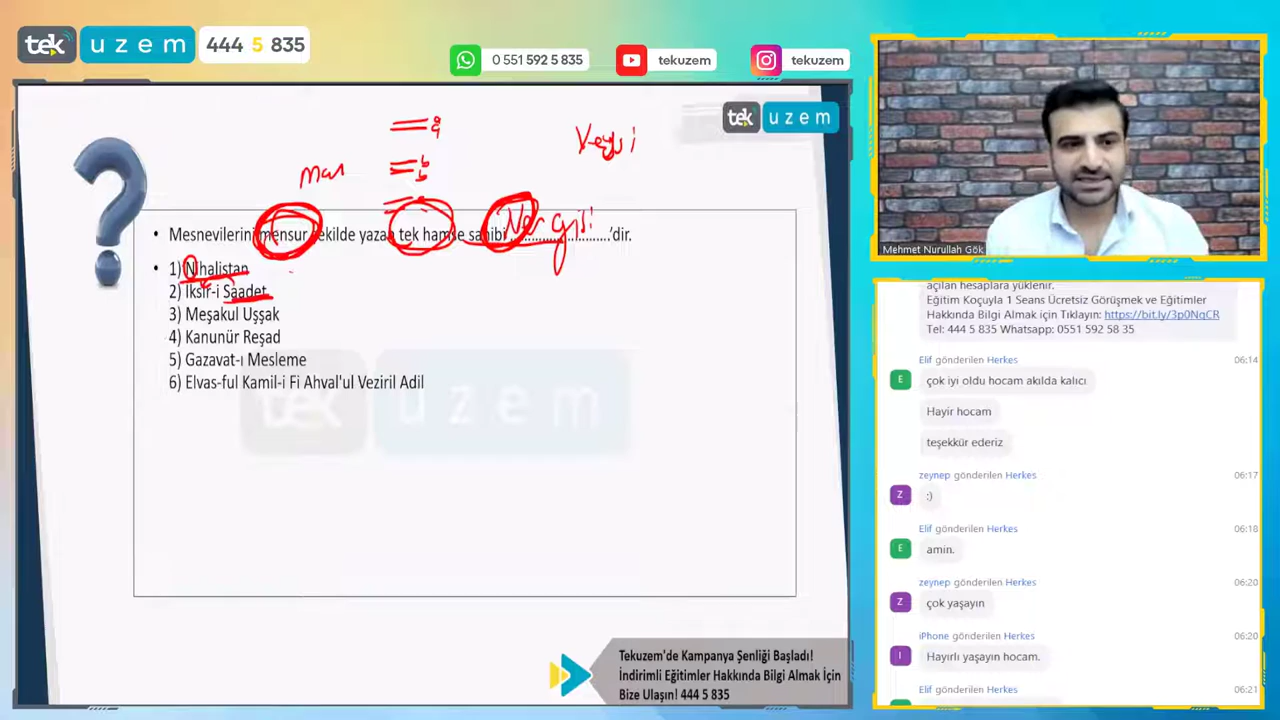 tek uzem 444 5 835
0 551 592 5 835 tekuzem tekuzem
tek uzem
Veysi
Nergisi
• Mesnevilerini mensur şekilde yazan tek hamse sahibi ......................'dir.
• 1) Nihalistan
2) İksir-i Saadet
3) Meşakul Uşşak
4) Kanunür Reşad
5) Gazavat-ı Mesleme
6) Elvas-ful Kamil-i Fi Ahval'ul Veziril Adil
tek uzem
Tekuzem'de Kampanya Şenliği Başladı!
İndirimli Eğitimler Hakkında Bilgi Almak İçin
Bize Ulaşın! 444 5 835
Mehmet Nurullah Gök
açılan hesaplara yüklenir.
Eğitim Koçuyla 1 Seans Ücretsiz Görüşmek ve Eğitimler
Hakkında Bilgi Almak için Tıklayın: https://bit.ly/3p0NqCR
Tel: 444 5 835 Whatsapp: 0551 592 58 35
Elif gönderilen Herkes 06:14
E çok iyi oldu hocam akılda kalıcı
Hayir hocam
teşekkür ederiz
zeynep gönderilen Herkes 06:17
Z :)
Elif gönderilen Herkes 06:18
E amin.
zeynep gönderilen Herkes 06:20
Z çok yaşayın
iPhone gönderilen Herkes 06:20
I Hayırlı yaşayın hocam.
Elif gönderilen Herkes 06:21